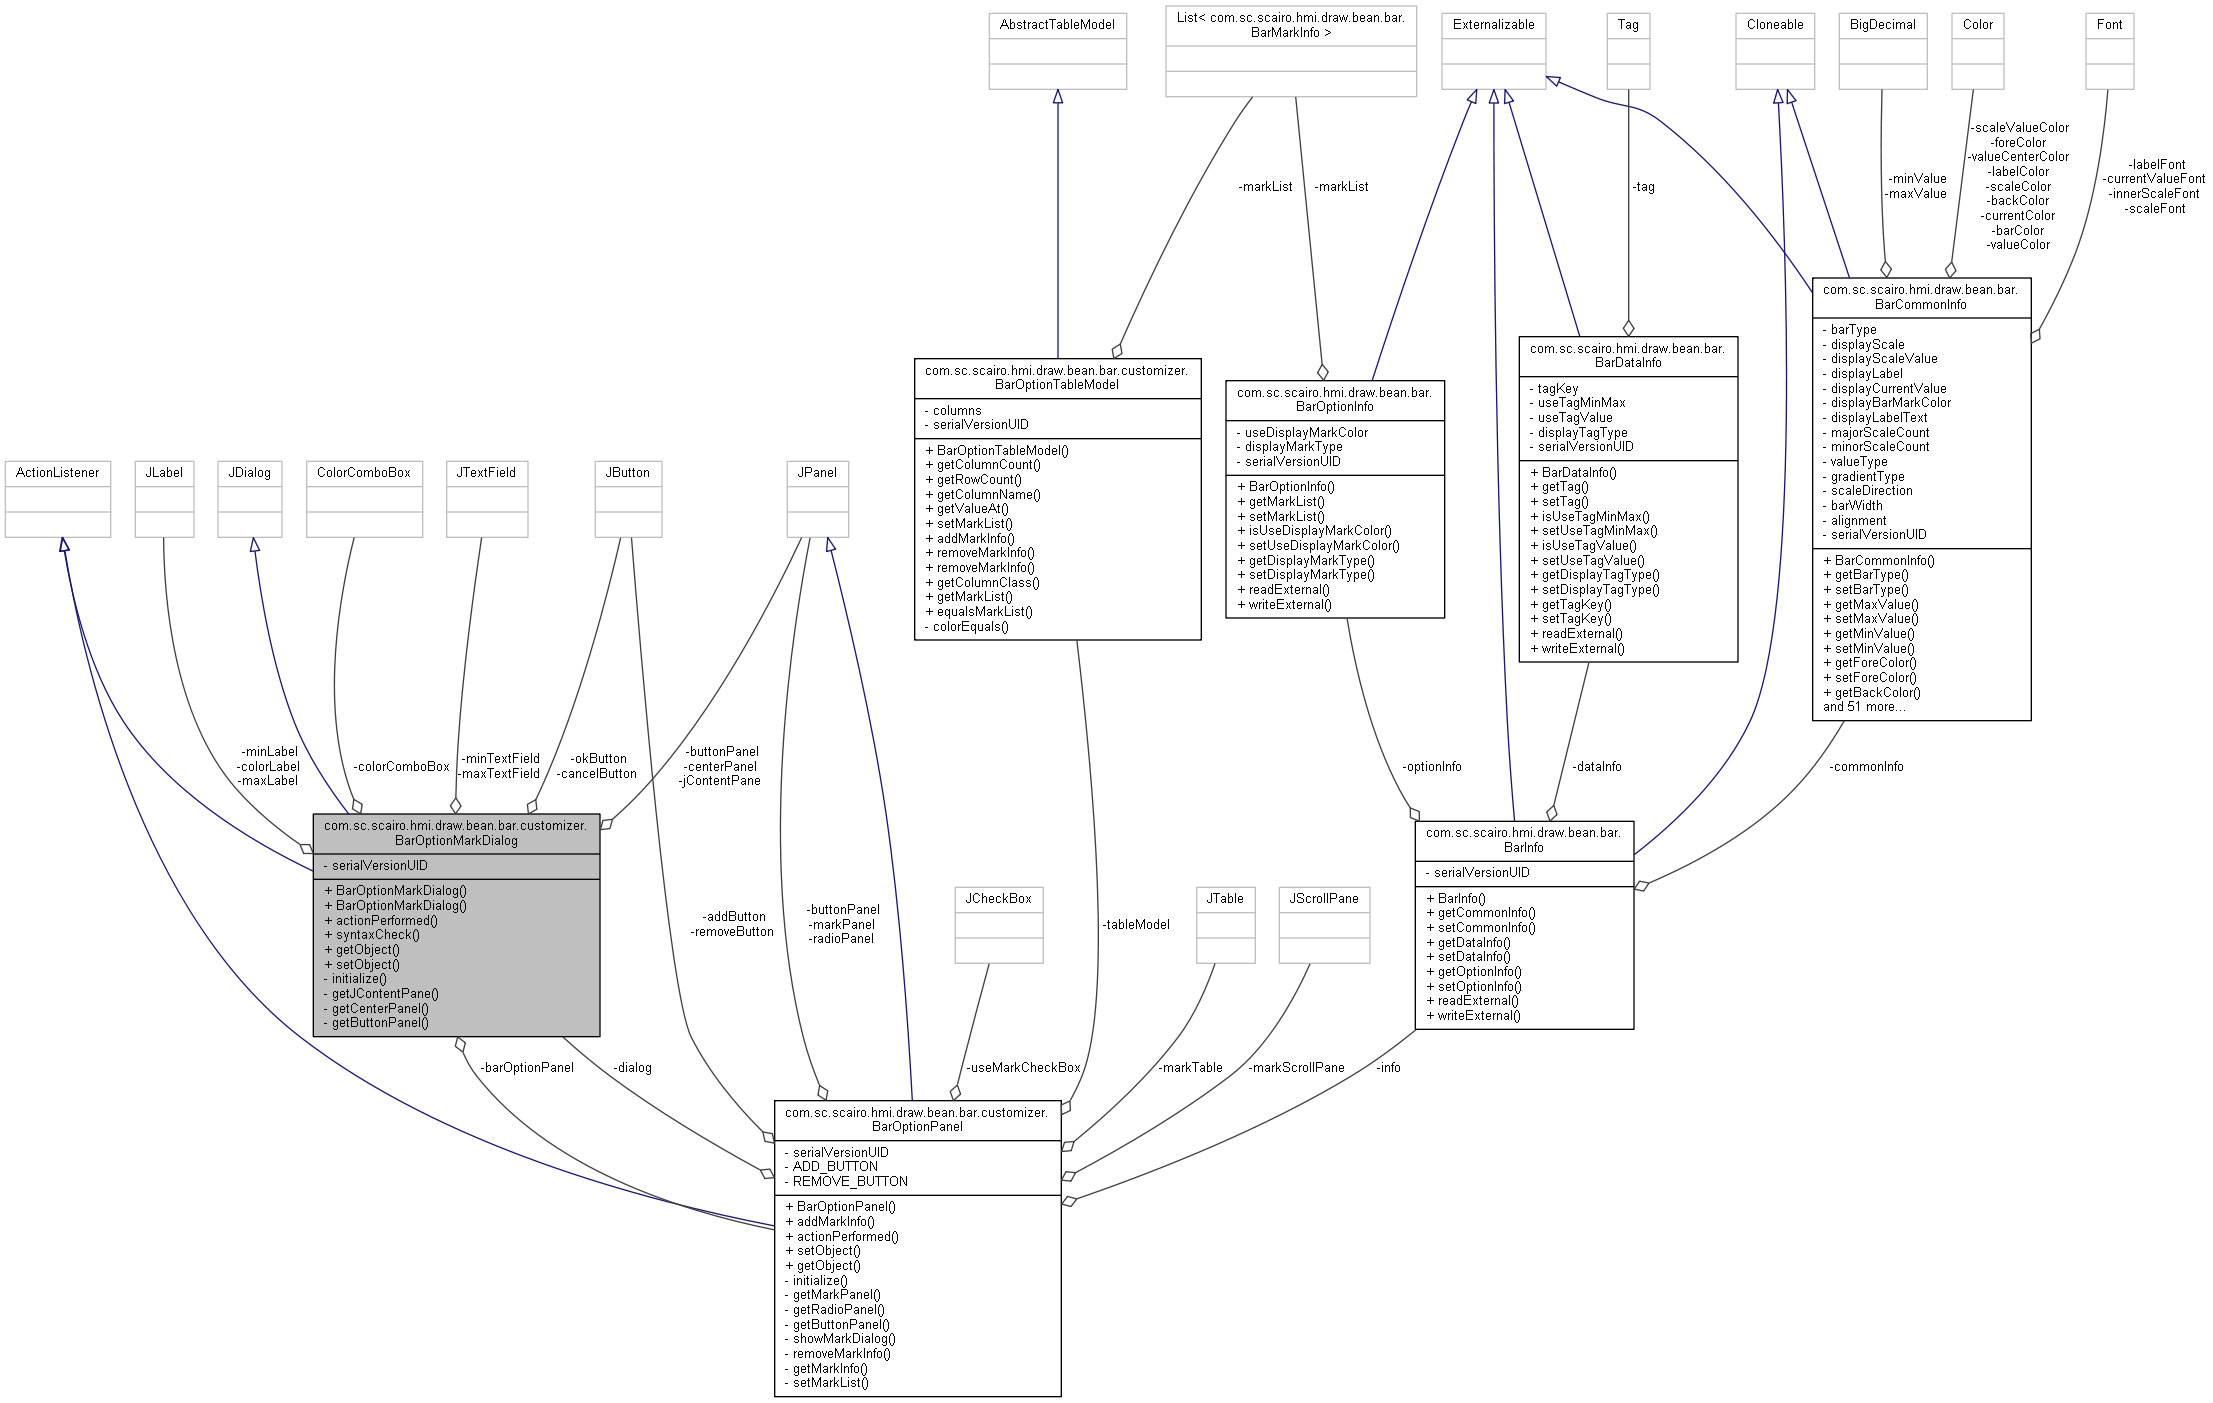 AbstractTableModel
List< com.sc.scairo.hmi.draw.bean.bar.
BarMarkInfo >
Externalizable
Tag
Cloneable
BigDecimal
Color
Font
-markList
-markList
-tag
-minValue
-maxValue
-scaleValueColor
-foreColor
-valueCenterColor
-labelColor
-scaleColor
-backColor
-currentColor
-barColor
-valueColor
-labelFont
-currentValueFont
-innerScaleFont
-scaleFont
com.sc.scairo.hmi.draw.bean.bar.
BarCommonInfo
- barType
- displayScale
- displayScaleValue
- displayLabel
- displayCurrentValue
- displayBarMarkColor
- displayLabelText
- majorScaleCount
- minorScaleCount
- valueType
- gradientType
- scaleDirection
- barWidth
- alignment
- serialVersionUID
+ BarCommonInfo()
+ getBarType()
+ setBarType()
+ getMaxValue()
+ setMaxValue()
+ getMinValue()
+ setMinValue()
+ getForeColor()
+ setForeColor()
+ getBackColor()
and 51 more...
com.sc.scairo.hmi.draw.bean.bar.
BarDataInfo
- tagKey
- useTagMinMax
- useTagValue
- displayTagType
- serialVersionUID
+ BarDataInfo()
+ getTag()
+ setTag()
+ isUseTagMinMax()
+ setUseTagMinMax()
+ isUseTagValue()
+ setUseTagValue()
+ getDisplayTagType()
+ setDisplayTagType()
+ getTagKey()
+ setTagKey()
+ readExternal()
+ writeExternal()
com.sc.scairo.hmi.draw.bean.bar.
BarOptionInfo
- useDisplayMarkColor
- displayMarkType
- serialVersionUID
+ BarOptionInfo()
+ getMarkList()
+ setMarkList()
+ isUseDisplayMarkColor()
+ setUseDisplayMarkColor()
+ getDisplayMarkType()
+ setDisplayMarkType()
+ readExternal()
+ writeExternal()
com.sc.scairo.hmi.draw.bean.bar.customizer.
BarOptionTableModel
- columns
- serialVersionUID
+ BarOptionTableModel()
+ getColumnCount()
+ getRowCount()
+ getColumnName()
+ getValueAt()
+ setMarkList()
+ addMarkInfo()
+ removeMarkInfo()
+ removeMarkInfo()
+ getColumnClass()
+ getMarkList()
+ equalsMarkList()
- colorEquals()
ActionListener
JLabel
JDialog
ColorComboBox
JTextField
JButton
JPanel
-minLabel
-colorLabel
-maxLabel
-colorComboBox
-minTextField
-maxTextField
-okButton
-cancelButton
-buttonPanel
-centerPanel
-jContentPane
-optionInfo
-dataInfo
-commonInfo
com.sc.scairo.hmi.draw.bean.bar.customizer.
BarOptionMarkDialog
- serialVersionUID
+ BarOptionMarkDialog()
+ BarOptionMarkDialog()
+ actionPerformed()
+ syntaxCheck()
+ getObject()
+ setObject()
- initialize()
- getJContentPane()
- getCenterPanel()
- getButtonPanel()
com.sc.scairo.hmi.draw.bean.bar.
BarInfo
- serialVersionUID
+ BarInfo()
+ getCommonInfo()
+ setCommonInfo()
+ getDataInfo()
+ setDataInfo()
+ getOptionInfo()
+ setOptionInfo()
+ readExternal()
+ writeExternal()
-addButton
-removeButton
-buttonPanel
-markPanel
-radioPanel
JCheckBox
-tableModel
JTable
JScrollPane
-barOptionPanel
-dialog
-useMarkCheckBox
-markTable
-markScrollPane
-info
com.sc.scairo.hmi.draw.bean.bar.customizer.
BarOptionPanel
- serialVersionUID
- ADD_BUTTON
- REMOVE_BUTTON
+ BarOptionPanel()
+ addMarkInfo()
+ actionPerformed()
+ setObject()
+ getObject()
- initialize()
- getMarkPanel()
- getRadioPanel()
- getButtonPanel()
- showMarkDialog()
- removeMarkInfo()
- getMarkInfo()
- setMarkList()